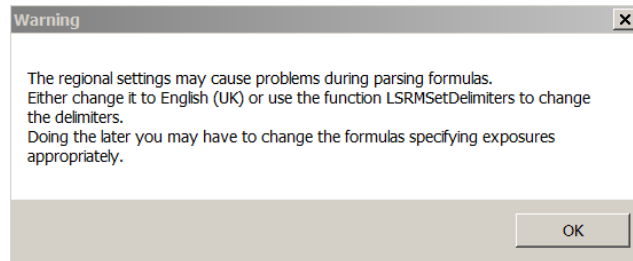 Warning
The regional settings may cause problems during parsing formulas.
Either change it to English (UK) or use the function LSRMSetDelimiters to change
the delimiters.
Doing the later you may have to change the formulas specifying exposures
appropriately.
OK